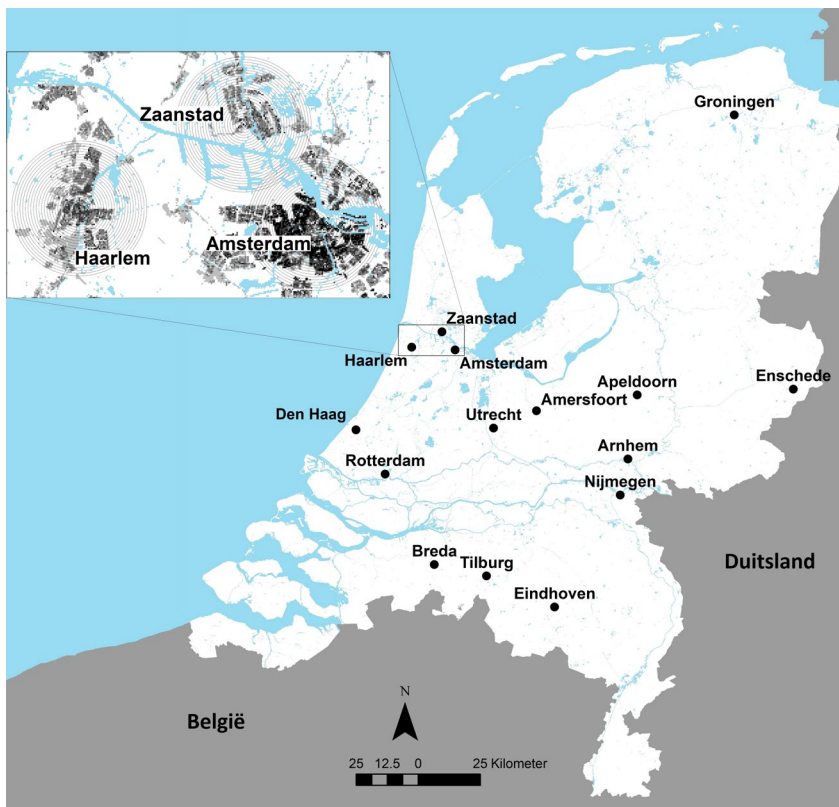 Zaanstad
Haarlem
Amsterdam
Groningen
Zaanstad
Haarlem
Amsterdam
Enschede
Apeldoorn
Amersfoort
Den Haag
Utrecht
Arnhem
Rotterdam
Nijmegen
Breda
Tilburg
Duitsland
Eindhoven
België
N
25 12.5 0 25 Kilometer